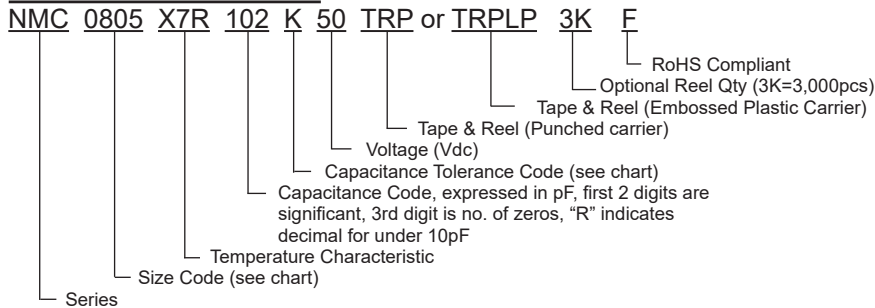 NMC 0805 X7R 102 K 50 TRP or TRPLP 3K F
RoHS Compliant
Optional Reel Qty (3K=3,000pcs)
Tape & Reel (Embossed Plastic Carrier)
Tape & Reel (Punched carrier)
Voltage (Vdc)
Capacitance Tolerance Code (see chart)
Capacitance Code, expressed in pF, first 2 digits are
significant, 3rd digit is no. of zeros, “R” indicates
decimal for under 10pF
Temperature Characteristic
Size Code (see chart)
Series